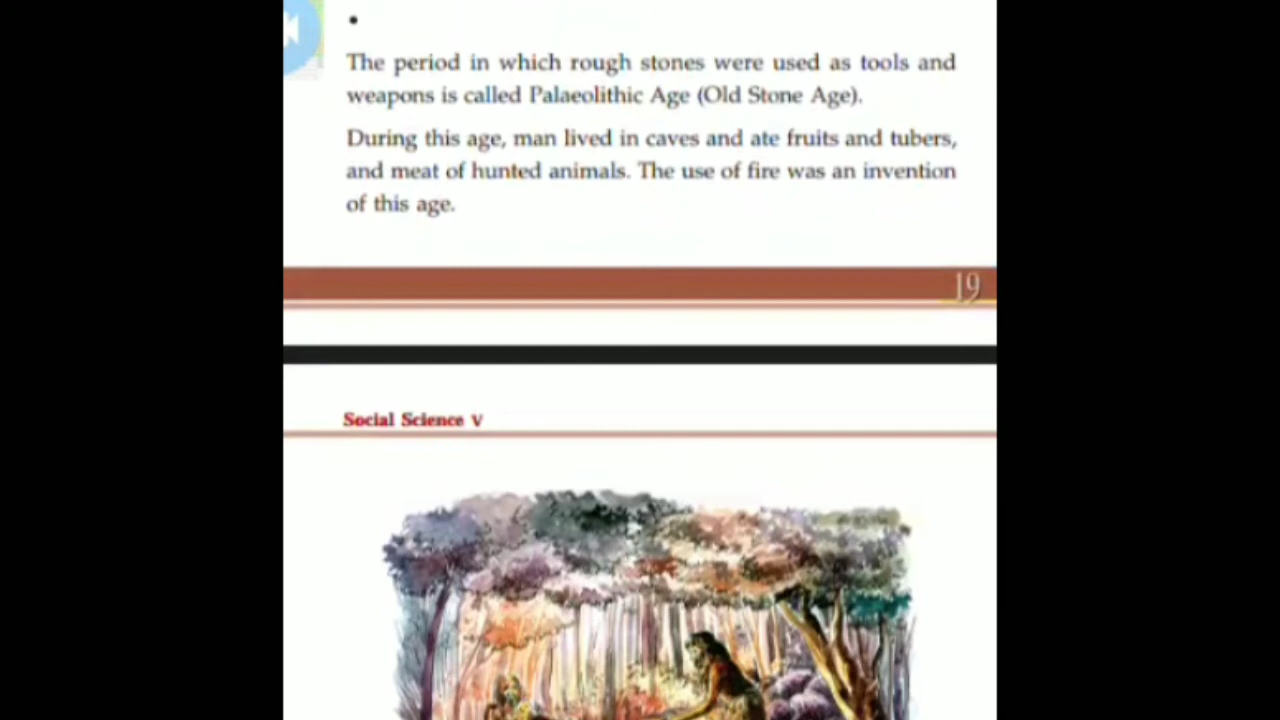 •
The period in which rough stones were used as tools and
weapons is called Palaeolithic Age (Old Stone Age).
During this age, man lived in caves and ate fruits and tubers,
and meat of hunted animals. The use of fire was an invention
of this age.
19
Social Science V